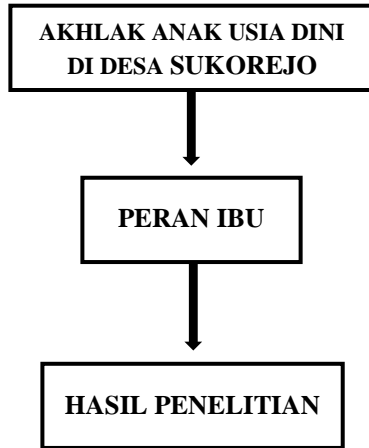 AKHLAK ANAK USIA DINI
DI DESA SUKOREJO
PERAN IBU
HASIL PENELITIAN